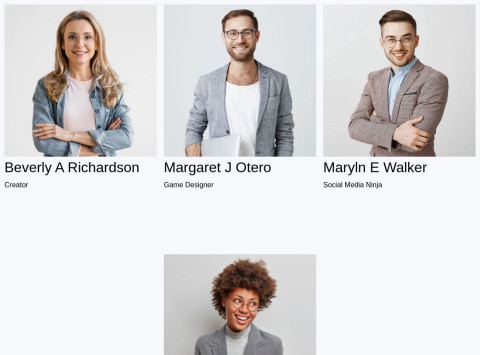 Beverly A Richardson
Margaret J Otero
Maryln E Walker
Creator
Game Designer
Social Media Ninja